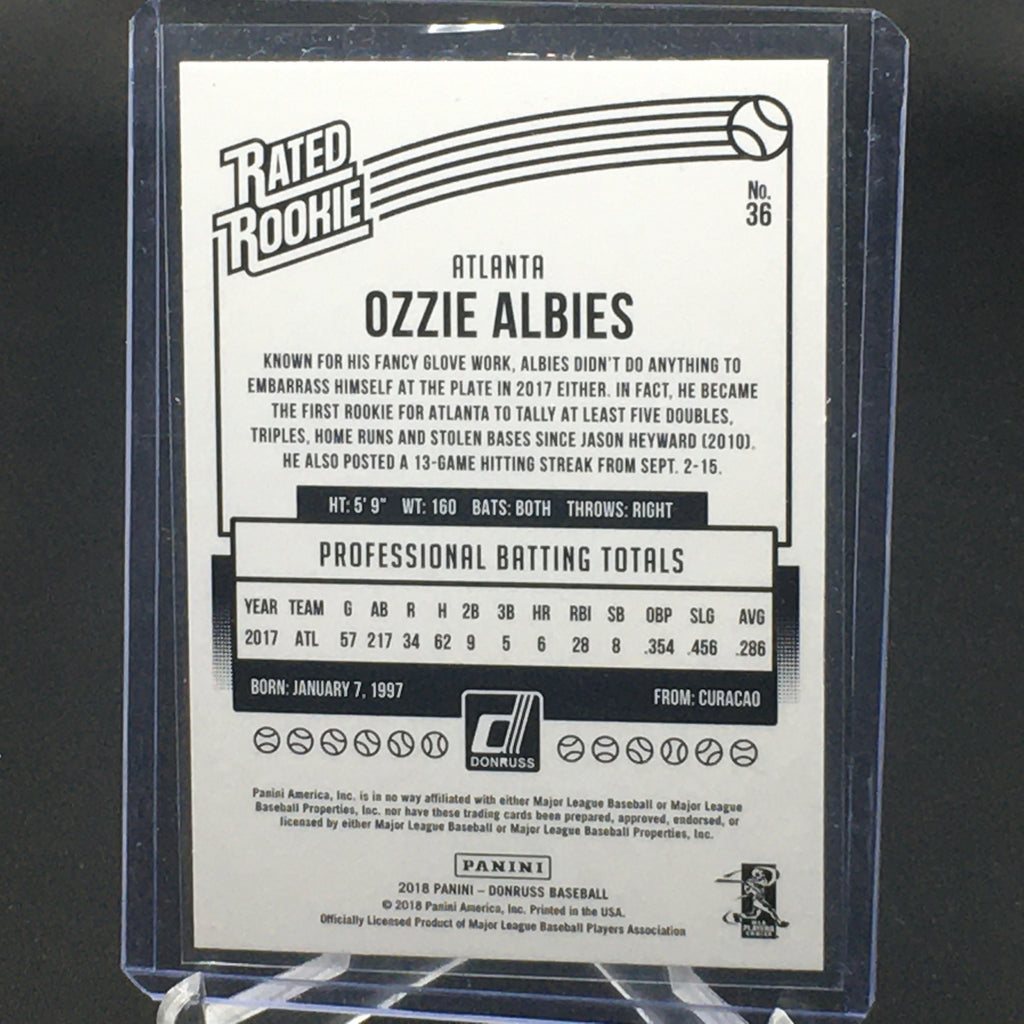 RATED
ROOKIE
No.
36
ATLANTA
OZZIE ALBIES
KNOWN FOR HIS FANCY GLOVE WORK, ALBIES DIDN'T DO ANYTHING TO
EMBARRASS HIMSELF AT THE PLATE IN 2017 EITHER. IN FACT, HE BECAME
THE FIRST ROOKIE FOR ATLANTA TO TALLY AT LEAST FIVE DOUBLES,
TRIPLES, HOME RUNS AND STOLEN BASES SINCE JASON HEYWARD (2010).
HE ALSO POSTED A 13-GAME HITTING STREAK FROM SEPT. 2-15.
HT: 5' 9" WT: 160 BATS: BOTH THROWS: RIGHT
PROFESSIONAL BATTING TOTALS
YEAR TEAM G AB R H 2B 3B HR RBI SB OBP SLG AVG
2017 ATL 57 217 34 62 9 5 6 28 8 .354 .456 .286
BORN: JANUARY 7, 1997 FROM: CURACAO
d
DONRUSS
Panini America, Inc. is in no way affiliated with either Major League Baseball or Major League
Baseball Properties, Inc. nor have these trading cards been prepared, approved, endorsed, or
licensed by either Major League Baseball or Major League Baseball Properties, Inc.
PANINI
2018 PANINI – DONRUSS BASEBALL
© 2018 Panini America, Inc. Printed in the USA.
Officially Licensed Product of Major League Baseball Players Association
PLAYERS